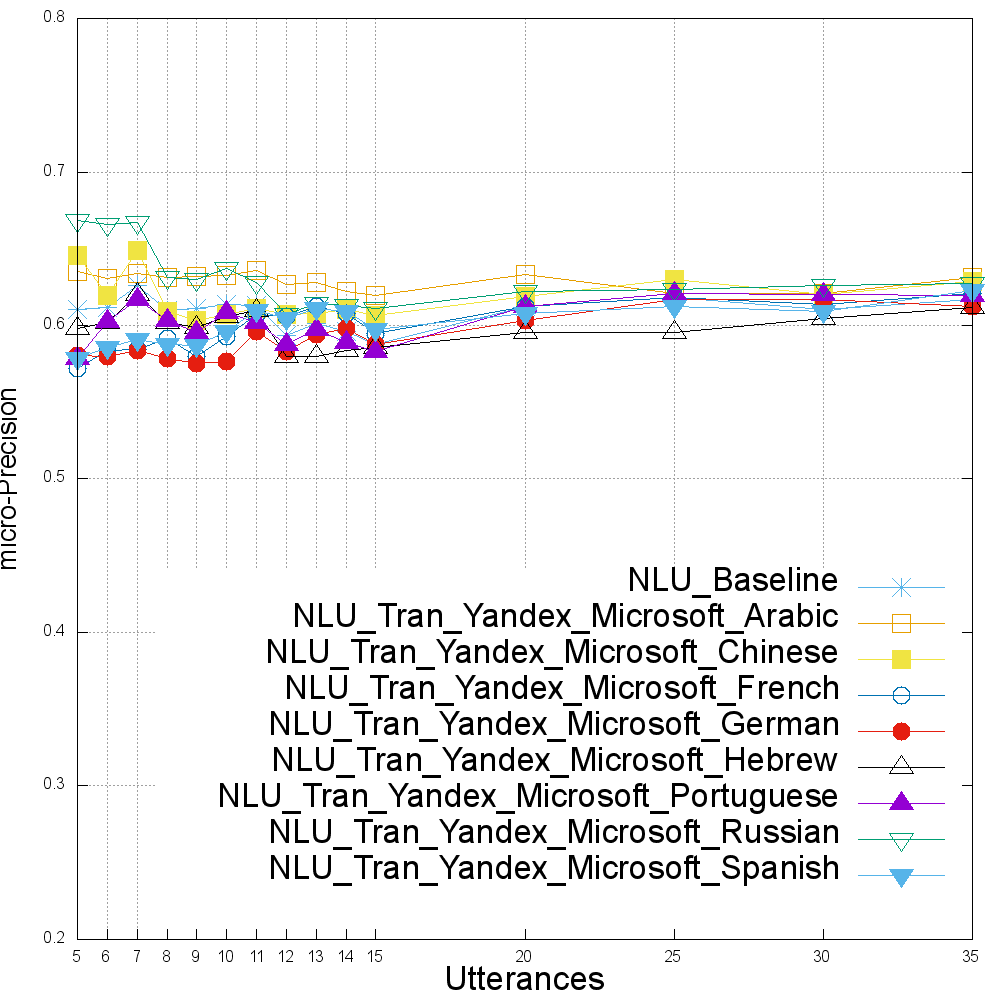 0.8
0.7
0.6
0.5
0.4
0.3
0.2
micro-Precision
NLU_Baseline
NLU_Tran_Yandex_Microsoft_Arabic
NLU_Tran_Yandex_Microsoft_Chinese
NLU_Tran_Yandex_Microsoft_French
NLU_Tran_Yandex_Microsoft_German
NLU_Tran_Yandex_Microsoft_Hebrew
NLU_Tran_Yandex_Microsoft_Portuguese
NLU_Tran_Yandex_Microsoft_Russian
NLU_Tran_Yandex_Microsoft_Spanish
5 6 7 8 9 10 11 12 13 14 15 20 25 30 35
Utterances